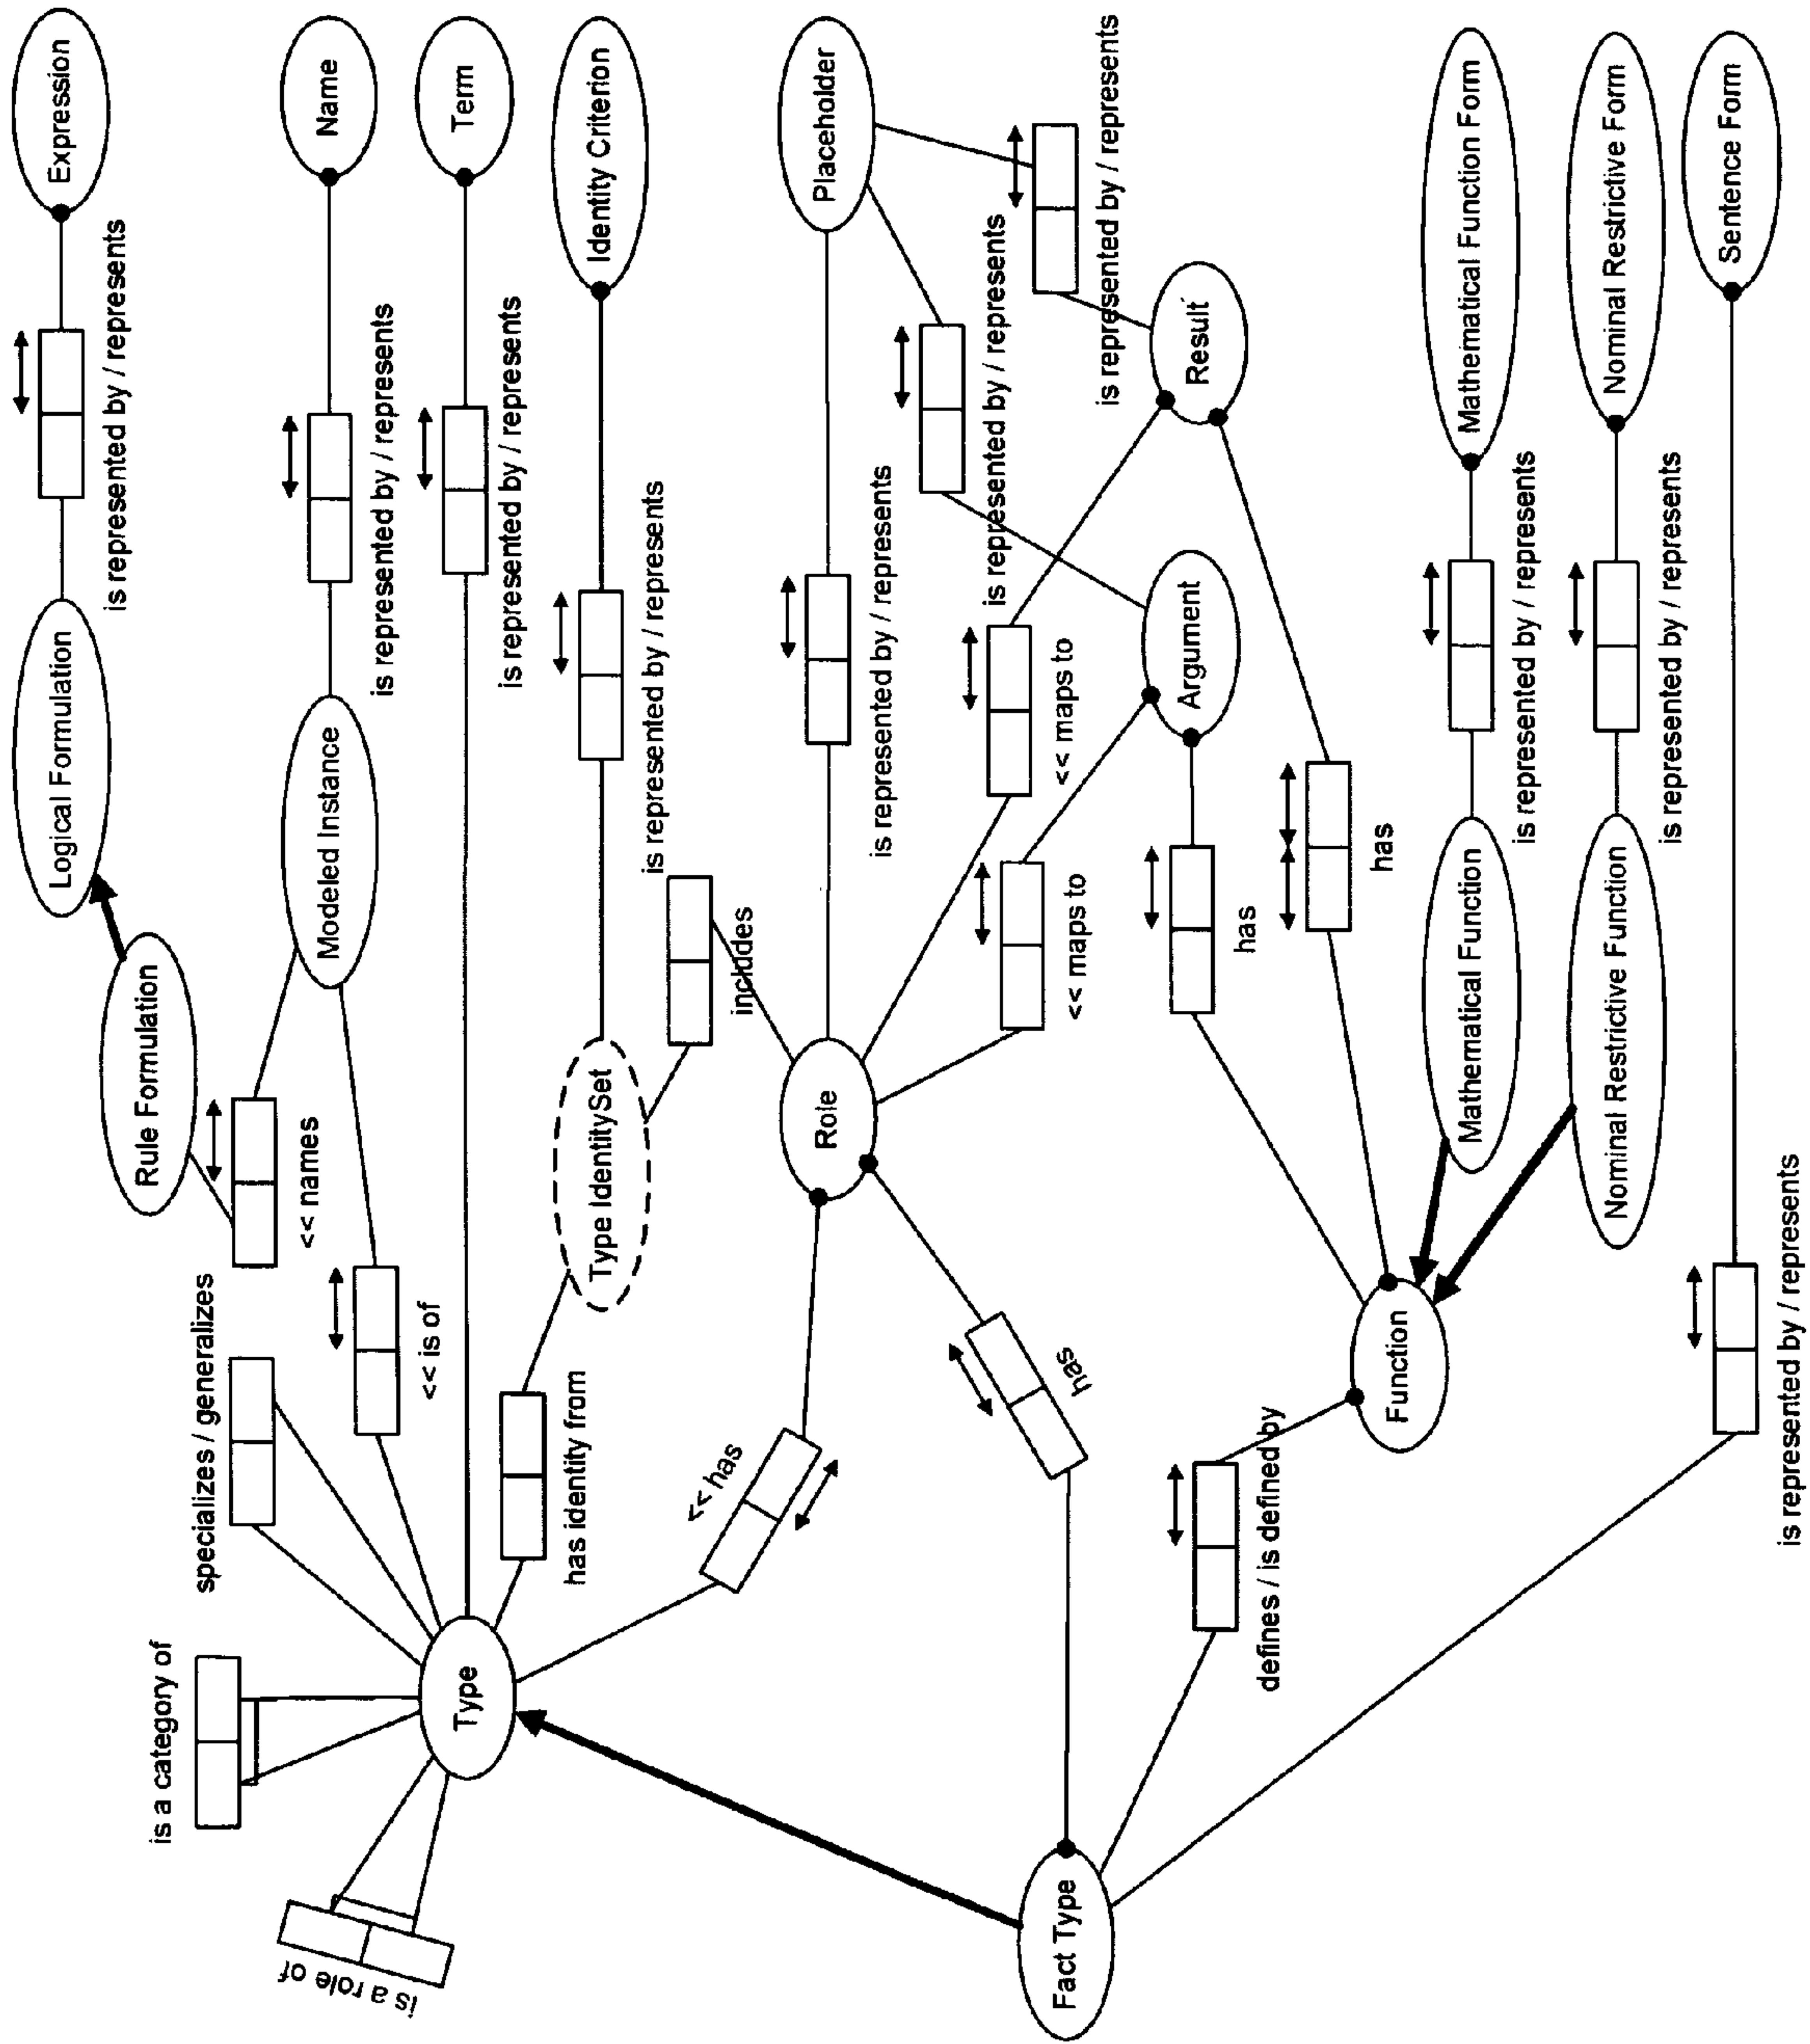 Expression
is represented by / represents
Logical Formulation
Rule Formulation
Name
is represented by / represents
Modeled Instance
<< names
specializes / generalizes
<< is of
is a category of
is a role of
Term
is represented by / represents
Type
Identity Criterion
is represented by / represents
Type IdentitySet
has identity from
includes
<< has
Placeholder
is represented by / represents
Role
is represented by / represents
is represented by / represents
<< maps to
<< maps to
Result
Argument
has
has
has
Fact Type
defines / is defined by
Function
Mathematical Function Form
is represented by / represents
Mathematical Function
Nominal Restrictive Form
is represented by / represents
Nominal Restrictive Function
Sentence Form
is represented by / represents